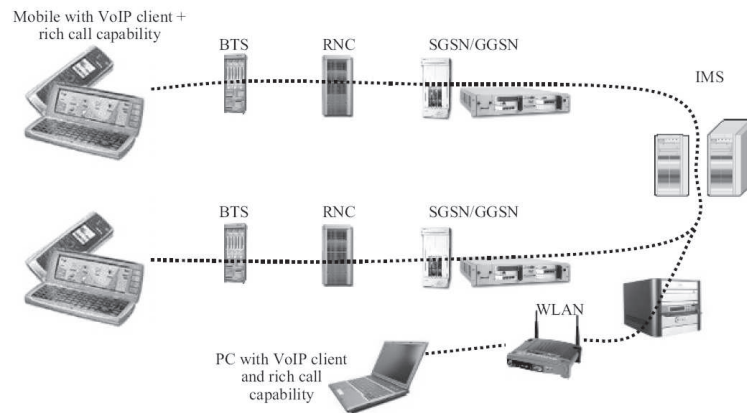 Mobile with VoIP client +
rich call capability
BTS
RNC
SGSN/GGSN
IMS
BTS
RNC
SGSN/GGSN
WLAN
PC with VoIP client
and rich call
capability